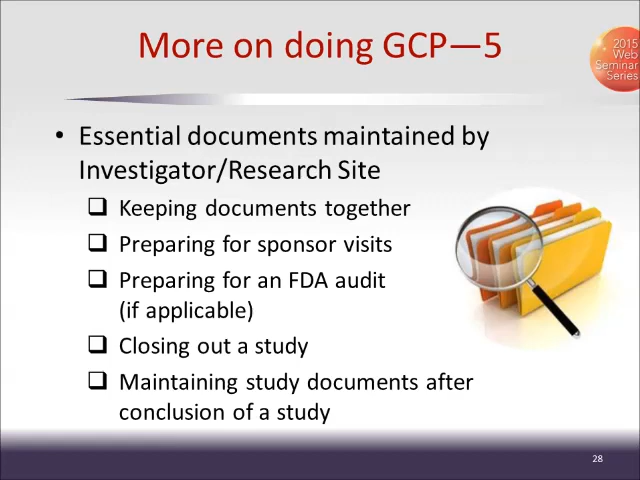 More on doing GCP—5
2015
Web
Seminar
Series
• Essential documents maintained by
Investigator/Research Site
❑ Keeping documents together
❑ Preparing for sponsor visits
❑ Preparing for an FDA audit
(if applicable)
❑ Closing out a study
❑ Maintaining study documents after
conclusion of a study
28